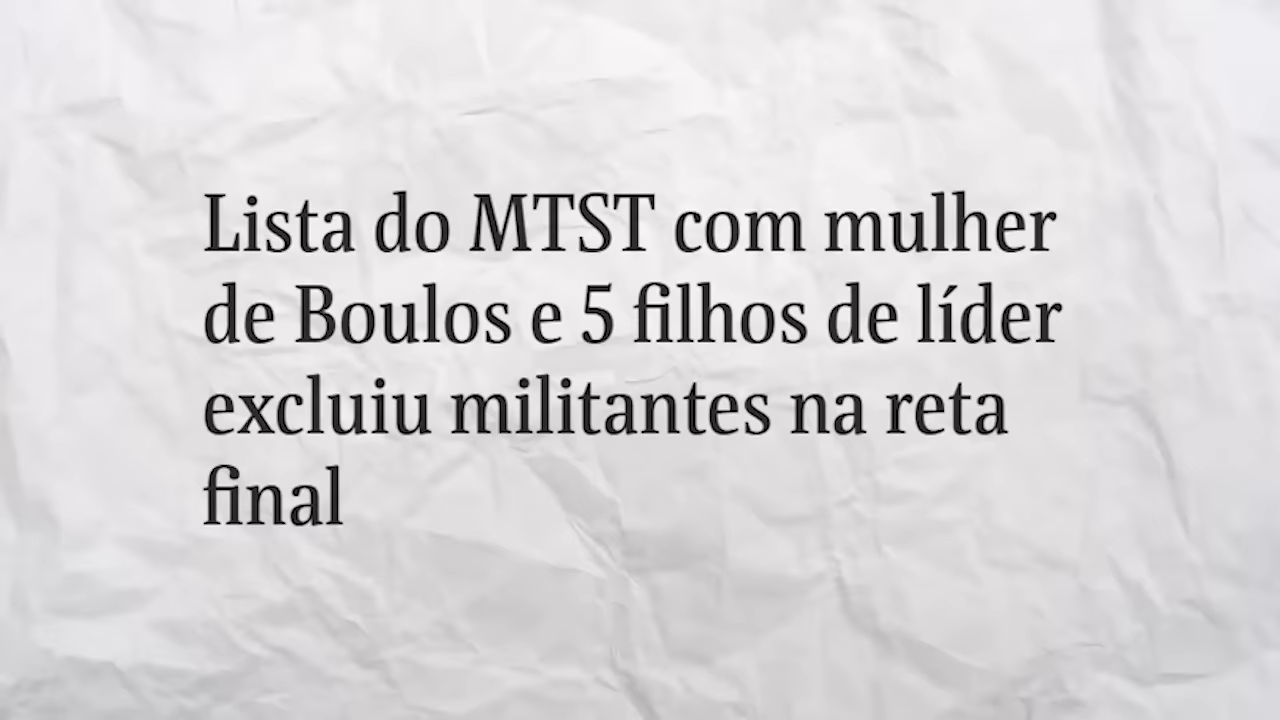 Lista do MTST com mulher
de Boulos e 5 filhos de líder
excluiu militantes na reta
final